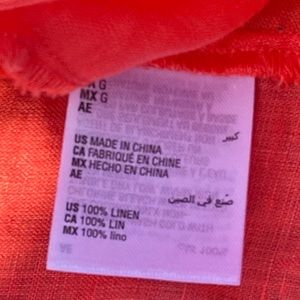 CA G
MX G
AE
كبير
US MADE IN CHINA
CA FABRIQUÉ EN CHINE
MX HECHO EN CHINA
AE
صنع في الصين
US 100% LINEN
CA 100% LIN
MX 100% lino